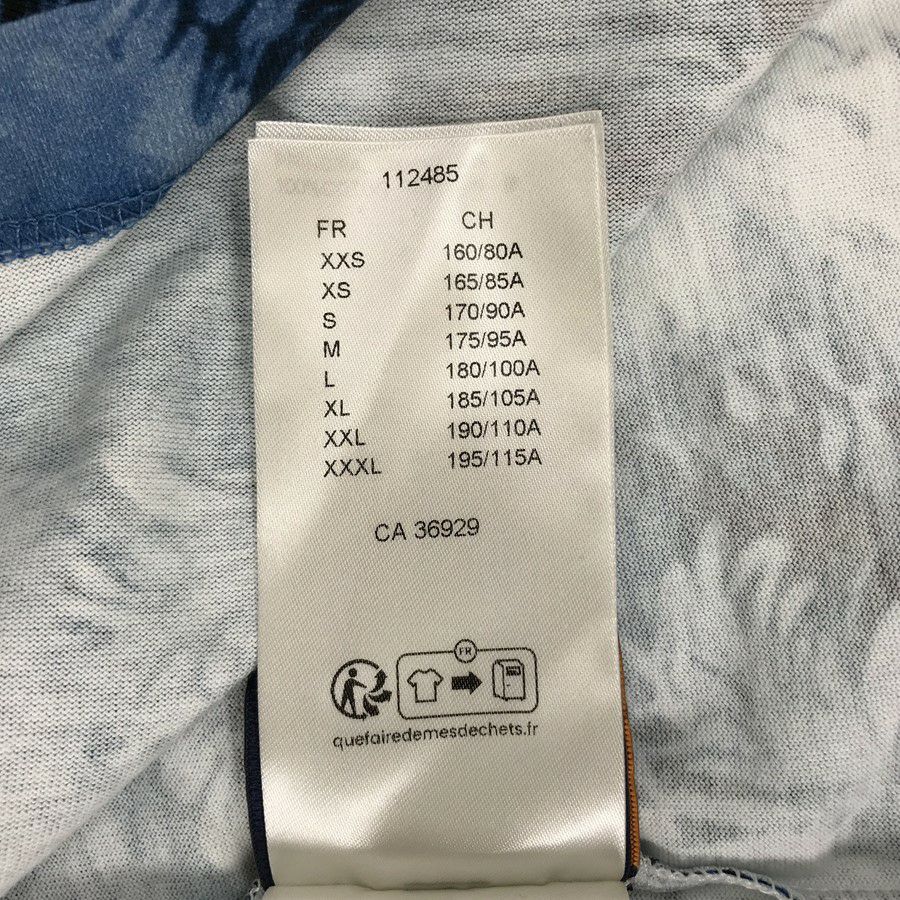 112485
FR CH
XXS 160/80A
XS 165/85A
S 170/90A
M 175/95A
L 180/100A
XL 185/105A
XXL 190/110A
XXXL 195/115A
CA 36929
FR
quefairedemesdechets.fr